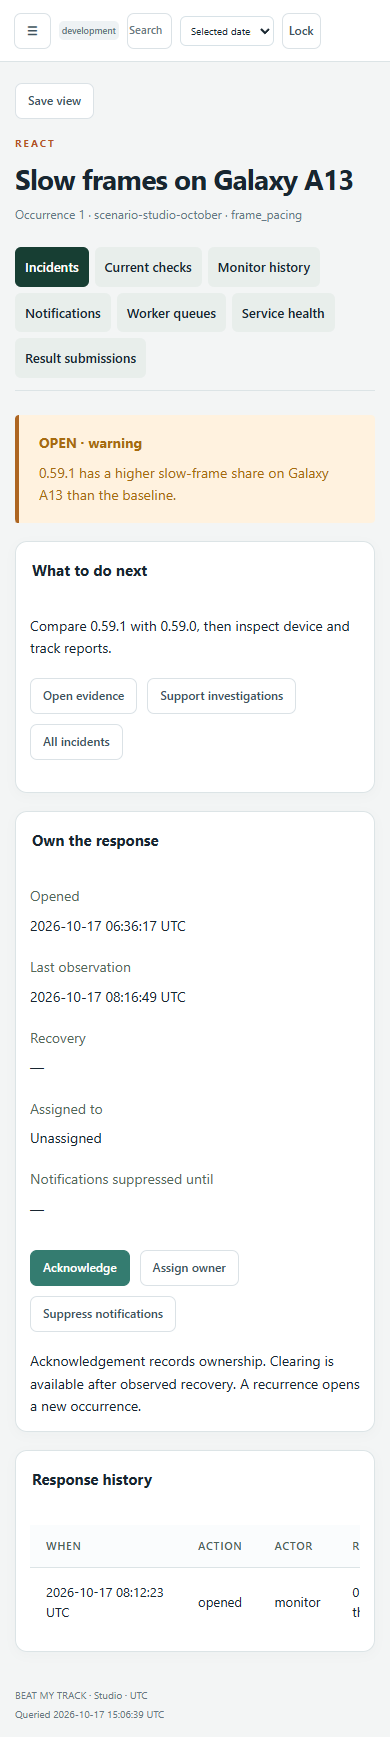 ☰ development Search Selected date Lock
Save view
REACT
Slow frames on Galaxy A13
Occurrence 1 · scenario-studio-october · frame_pacing
Incidents Current checks Monitor history
Notifications Worker queues Service health
Result submissions
OPEN · warning
0.59.1 has a higher slow-frame share on Galaxy
A13 than the baseline.
What to do next
Compare 0.59.1 with 0.59.0, then inspect device and
track reports.
Open evidence Support investigations
All incidents
Own the response
Opened
2026-10-17 06:36:17 UTC
Last observation
2026-10-17 08:16:49 UTC
Recovery
—
Assigned to
Unassigned
Notifications suppressed until
—
Acknowledge Assign owner
Suppress notifications
Acknowledgement records ownership. Clearing is
available after observed recovery. A recurrence opens
a new occurrence.
Response history
WHEN ACTION ACTOR
2026-10-17 08:12:23
UTC
opened monitor
BEAT MY TRACK · Studio · UTC
Queried 2026-10-17 15:06:39 UTC